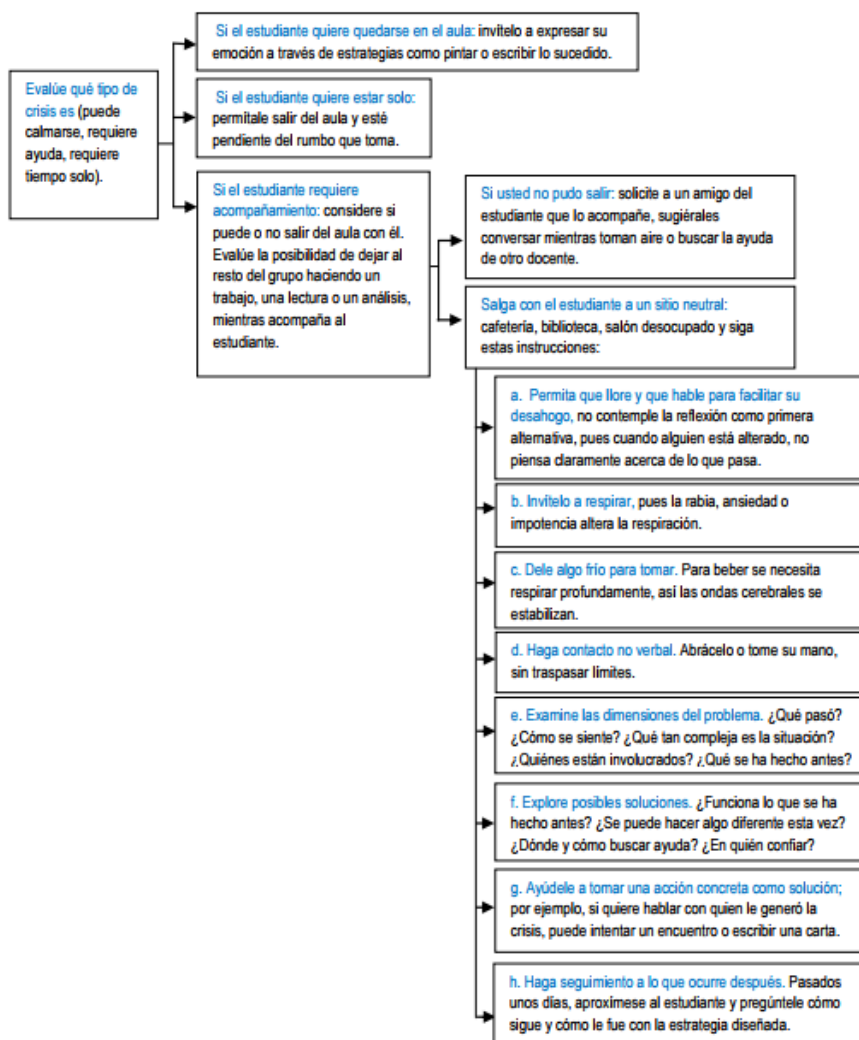 Si el estudiante quiere quedarse en el aula: invítelo a expresar su
emoción a través de estrategias como pintar o escribir lo sucedido.
Evalúe qué tipo de
crisis es (puede
calmarse, requiere
ayuda, requiere
tiempo solo).
Si el estudiante quiere estar solo:
permítale salir del aula y esté
pendiente del rumbo que toma.
Si el estudiante requiere
acompañamiento: considere si
puede o no salir del aula con él.
Evalúe la posibilidad de dejar al
resto del grupo haciendo un
trabajo, una lectura o un análisis,
mientras acompaña al
estudiante.
Si usted no pudo salir: solicite a un amigo del
estudiante que lo acompañe, sugiérales
conversar mientras toman aire o buscar la ayuda
de otro docente.
Salga con el estudiante a un sitio neutral:
cafetería, biblioteca, salón desocupado y siga
estas instrucciones:
a. Permita que llore y que hable para facilitar su
desahogo, no contemple la reflexión como primera
alternativa, pues cuando alguien está alterado, no
piensa claramente acerca de lo que pasa.
b. Invítelo a respirar, pues la rabia, ansiedad o
impotencia altera la respiración.
c. Dele algo frío para tomar. Para beber se necesita
respirar profundamente, así las ondas cerebrales se
estabilizan.
d. Haga contacto no verbal. Abrácelo o tome su mano,
sin traspasar límites.
e. Examine las dimensiones del problema. ¿Qué pasó?
¿Cómo se siente? ¿Qué tan compleja es la situación?
¿Quiénes están involucrados? ¿Qué se ha hecho antes?
f. Explore posibles soluciones. ¿Funciona lo que se ha
hecho antes? ¿Se puede hacer algo diferente esta vez?
¿Dónde y cómo buscar ayuda? ¿En quién confiar?
g. Ayúdele a tomar una acción concreta como solución;
por ejemplo, si quiere hablar con quien le generó la
crisis, puede intentar un encuentro o escribir una carta.
h. Haga seguimiento a lo que ocurre después. Pasados
unos días, aproxímese al estudiante y pregúntele cómo
sigue y cómo le fue con la estrategia diseñada.